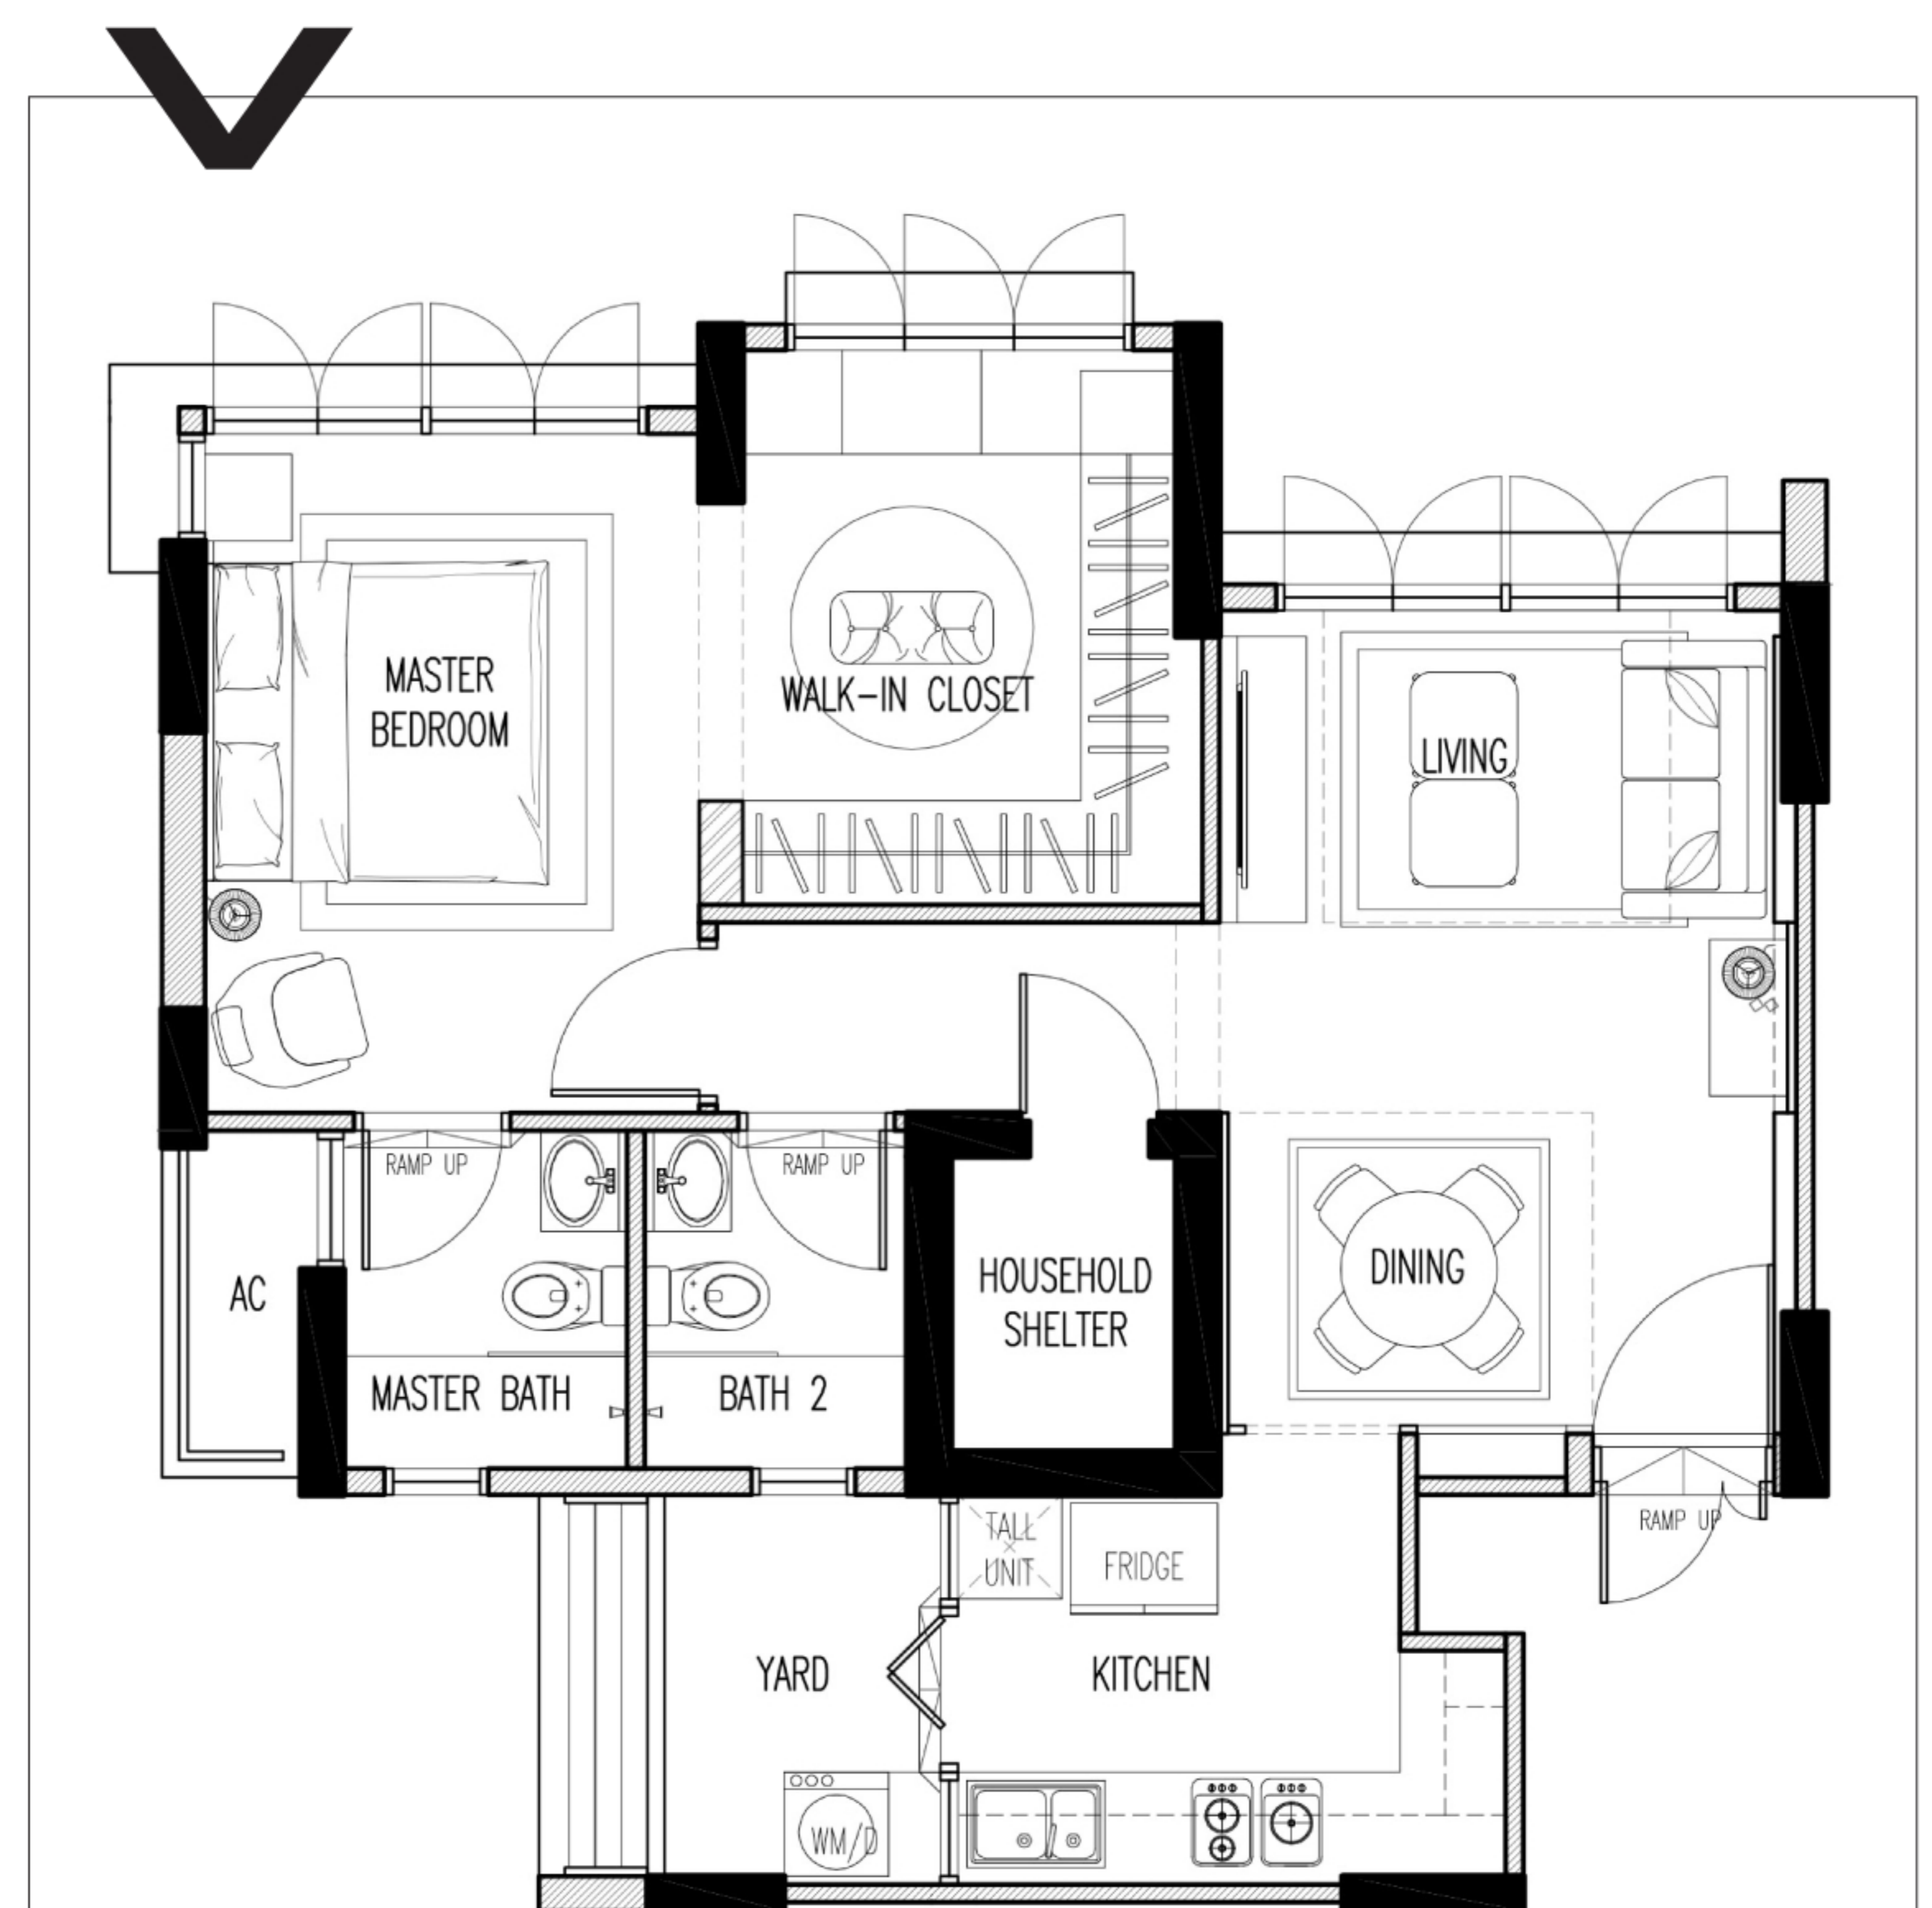 V
MASTER
BEDROOM
WALK-IN CLOSET
LIVING
RAMP UP
RAMP UP
AC
HOUSEHOLD
SHELTER
DINING
MASTER BATH
BATH 2
RAMP UP
TALL
UNIT
FRIDGE
YARD
KITCHEN
WM/D